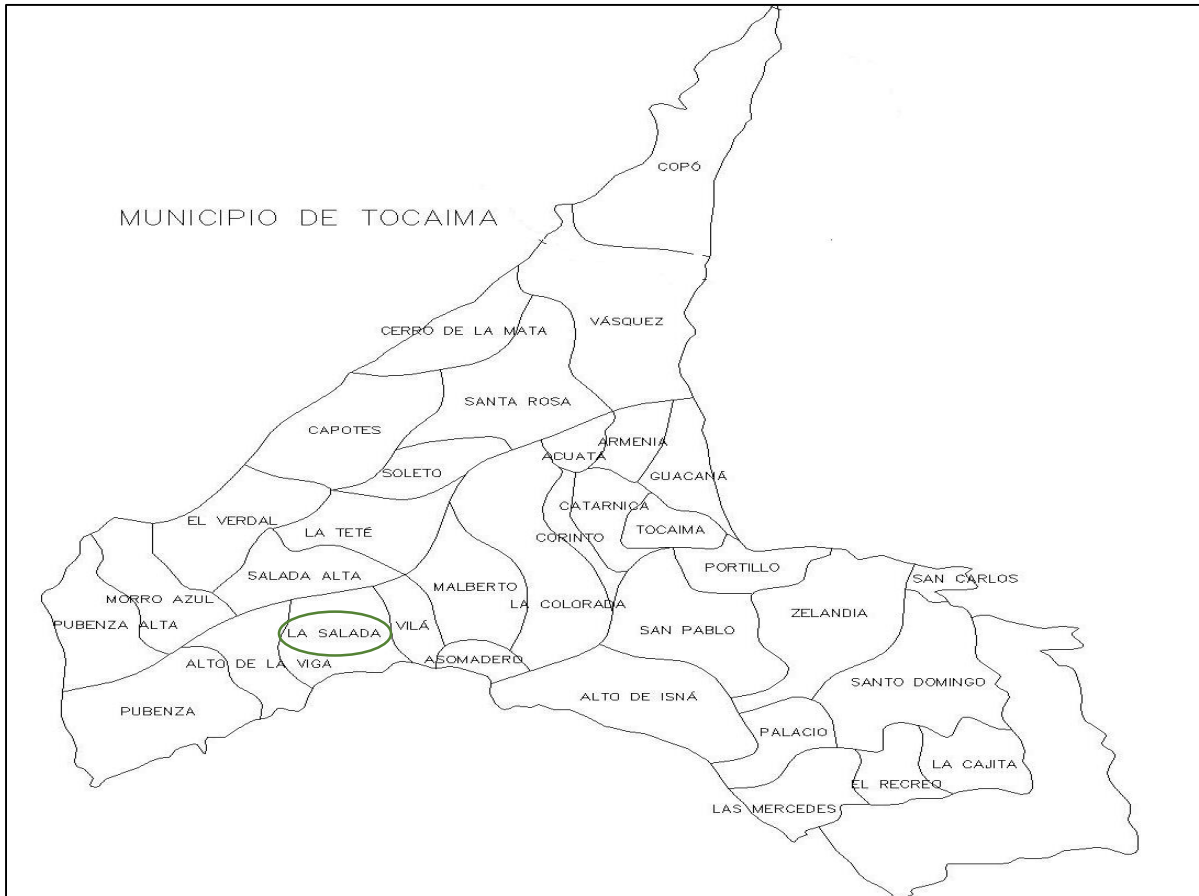 COPÓ
MUNICIPIO DE TOCAIMA
VÁSQUEZ
CERRO DE LA MATA
SANTA ROSA
CAPOTES
ARMENIA
ACUATÁ
SOLETO
GUACANÁ
CATARNICA
EL VERDAL
LA TETÉ
TOCAIMA
CORINTO
PORTILLO
SALADA ALTA
SAN CARLOS
MALBERTO
MORRO AZUL
LA COLORADA
ZELANDIA
PUBENZA ALTA
VILÁ
SAN PABLO
LA SALADA
ASOMADERO
ALTO DE LA VIGA
SANTO DOMINGO
ALTO DE ISNÁ
PUBENZA
PALACIO
LA CAJITA
EL RECREO
LAS MERCEDES